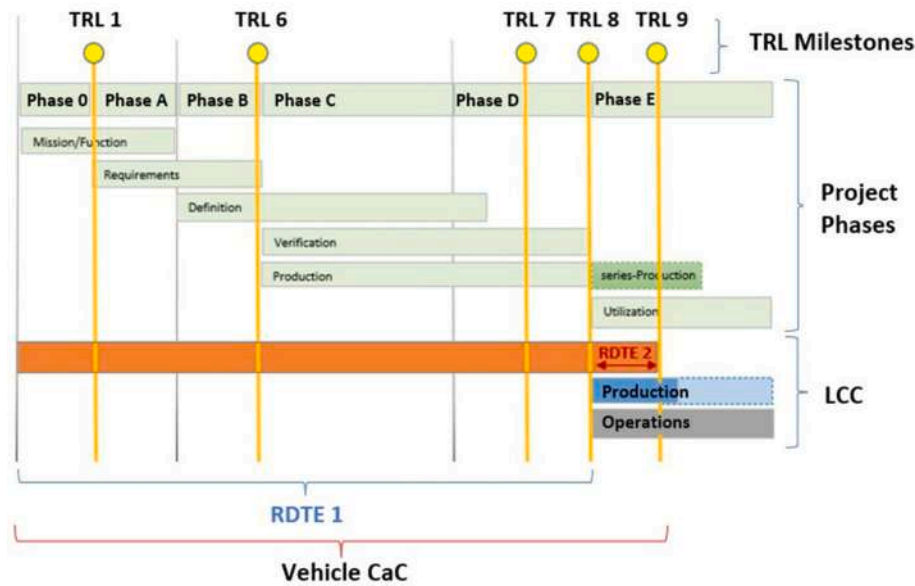 TRL 1
TRL 6
TRL 7
TRL 8
TRL 9
TRL Milestones
Phase 0
Phase A
Phase B
Phase C
Phase D
Phase E
Mission/Function
Requirements
Definition
Verification
Production
series-Production
Utilization
Project
Phases
RDTE 2
Production
Operations
LCC
RDTE 1
Vehicle CaC